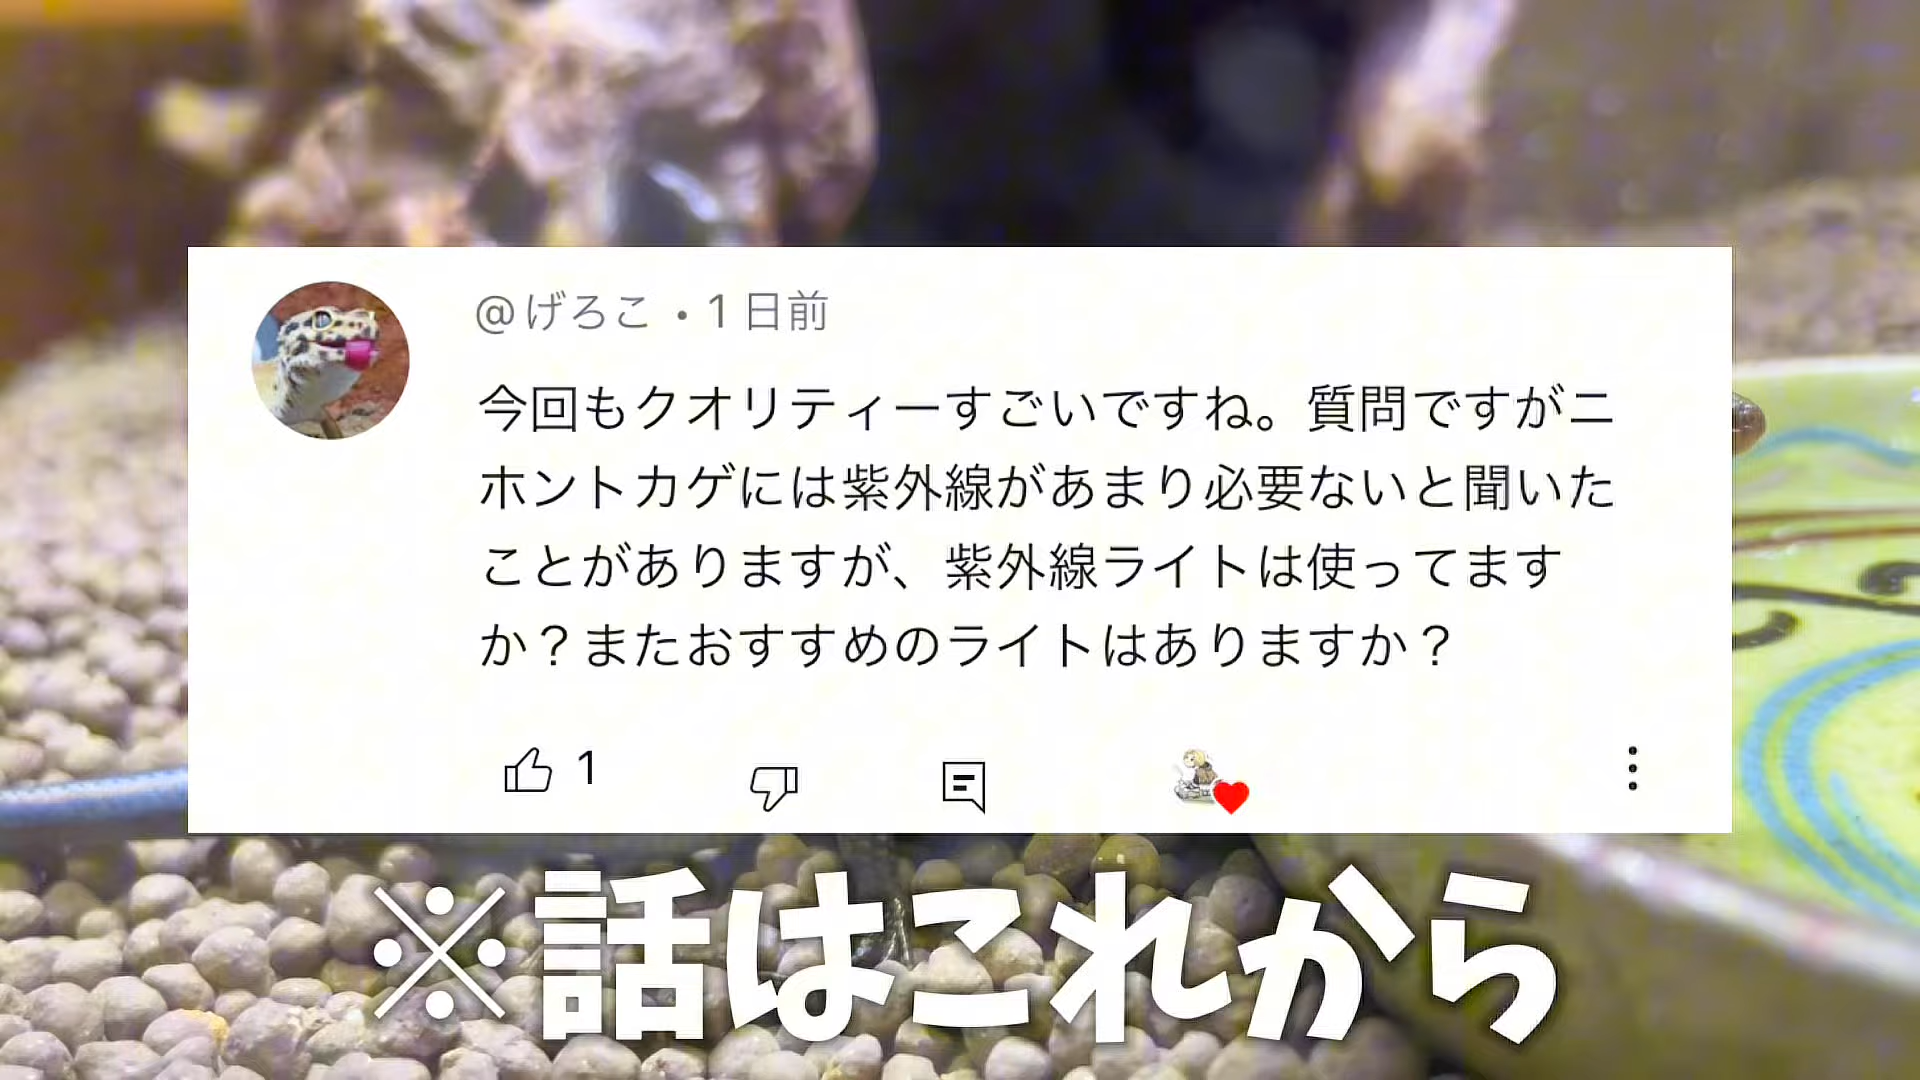 @げろこ・1日前
今回もクオリティーすごいですね。質問ですがニ
ホントカゲには紫外線があまり必要ないと聞いた
ことがありますが、紫外線ライトは使ってます
か？またおすすめのライトはありますか？
1
※話はこれから